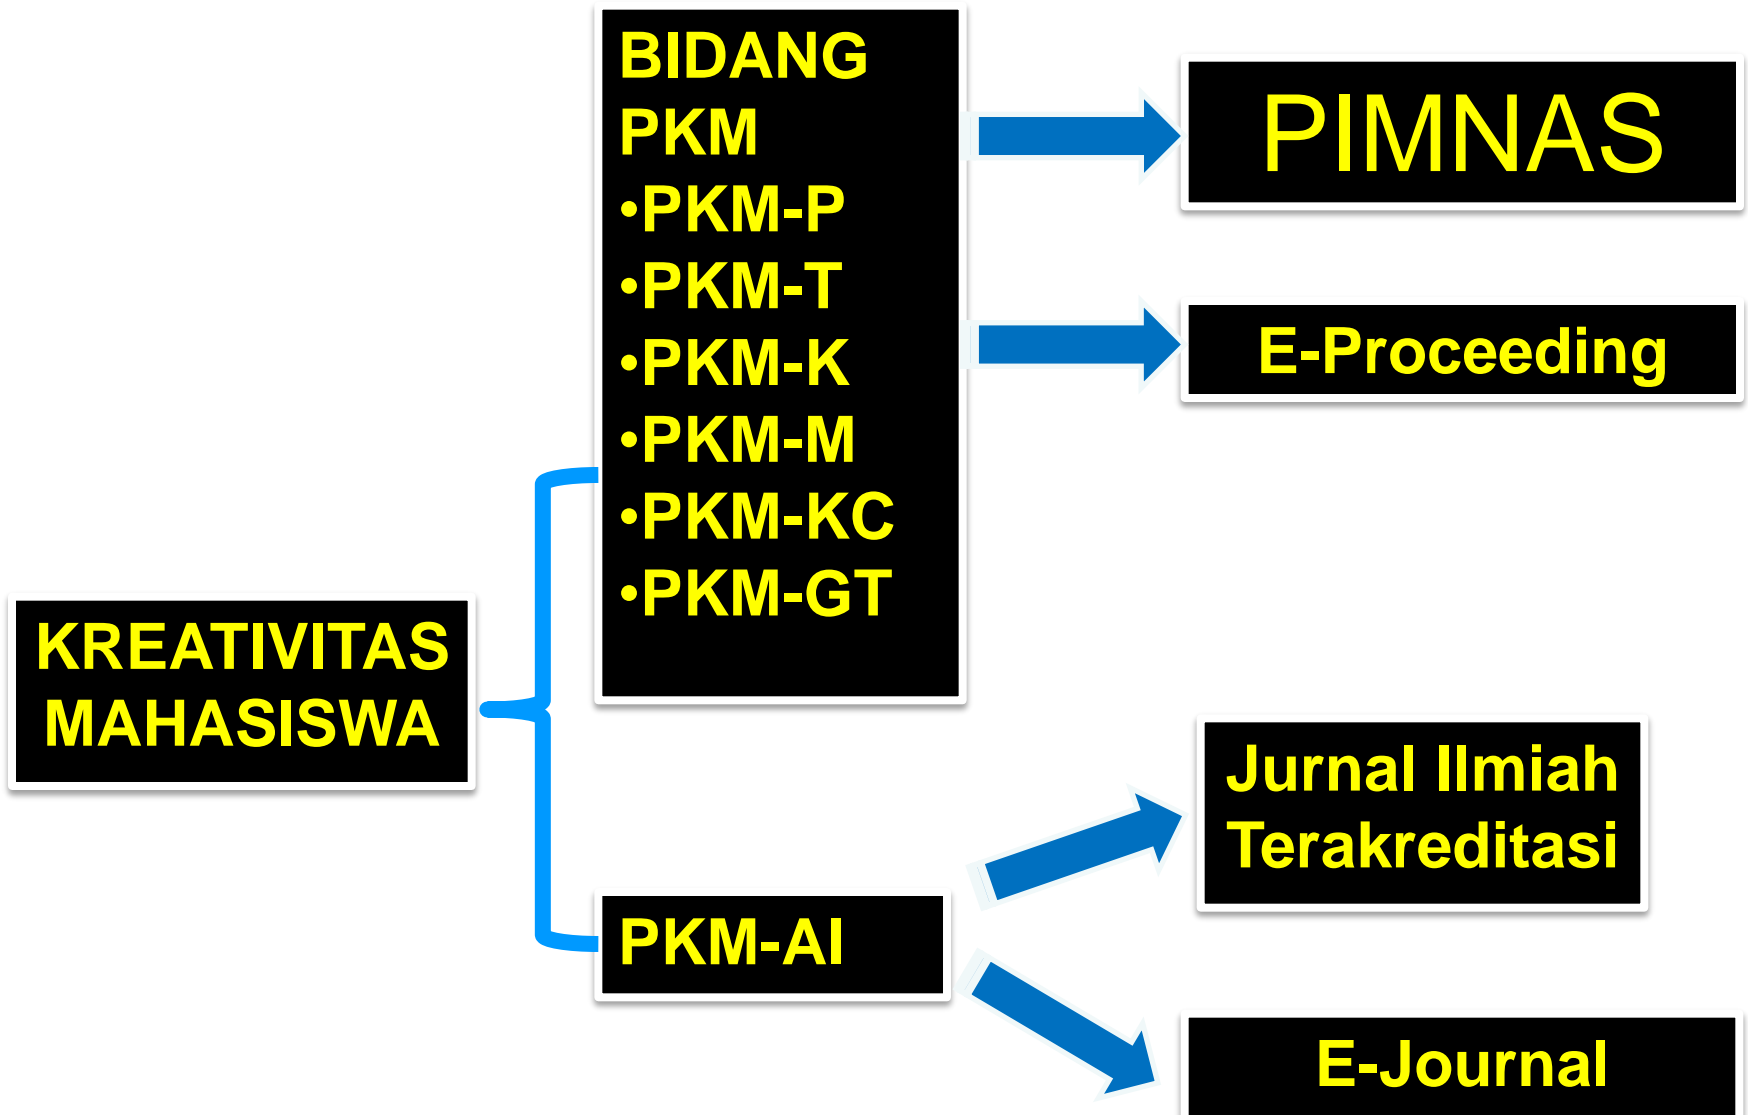 BIDANG
PKM
•PKM-P
•PKM-T
•PKM-K
•PKM-M
•PKM-KC
•PKM-GT
PIMNAS
E-Proceeding
KREATIVITAS
MAHASISWA
PKM-AI
Jurnal Ilmiah
Terakreditasi
E-Journal